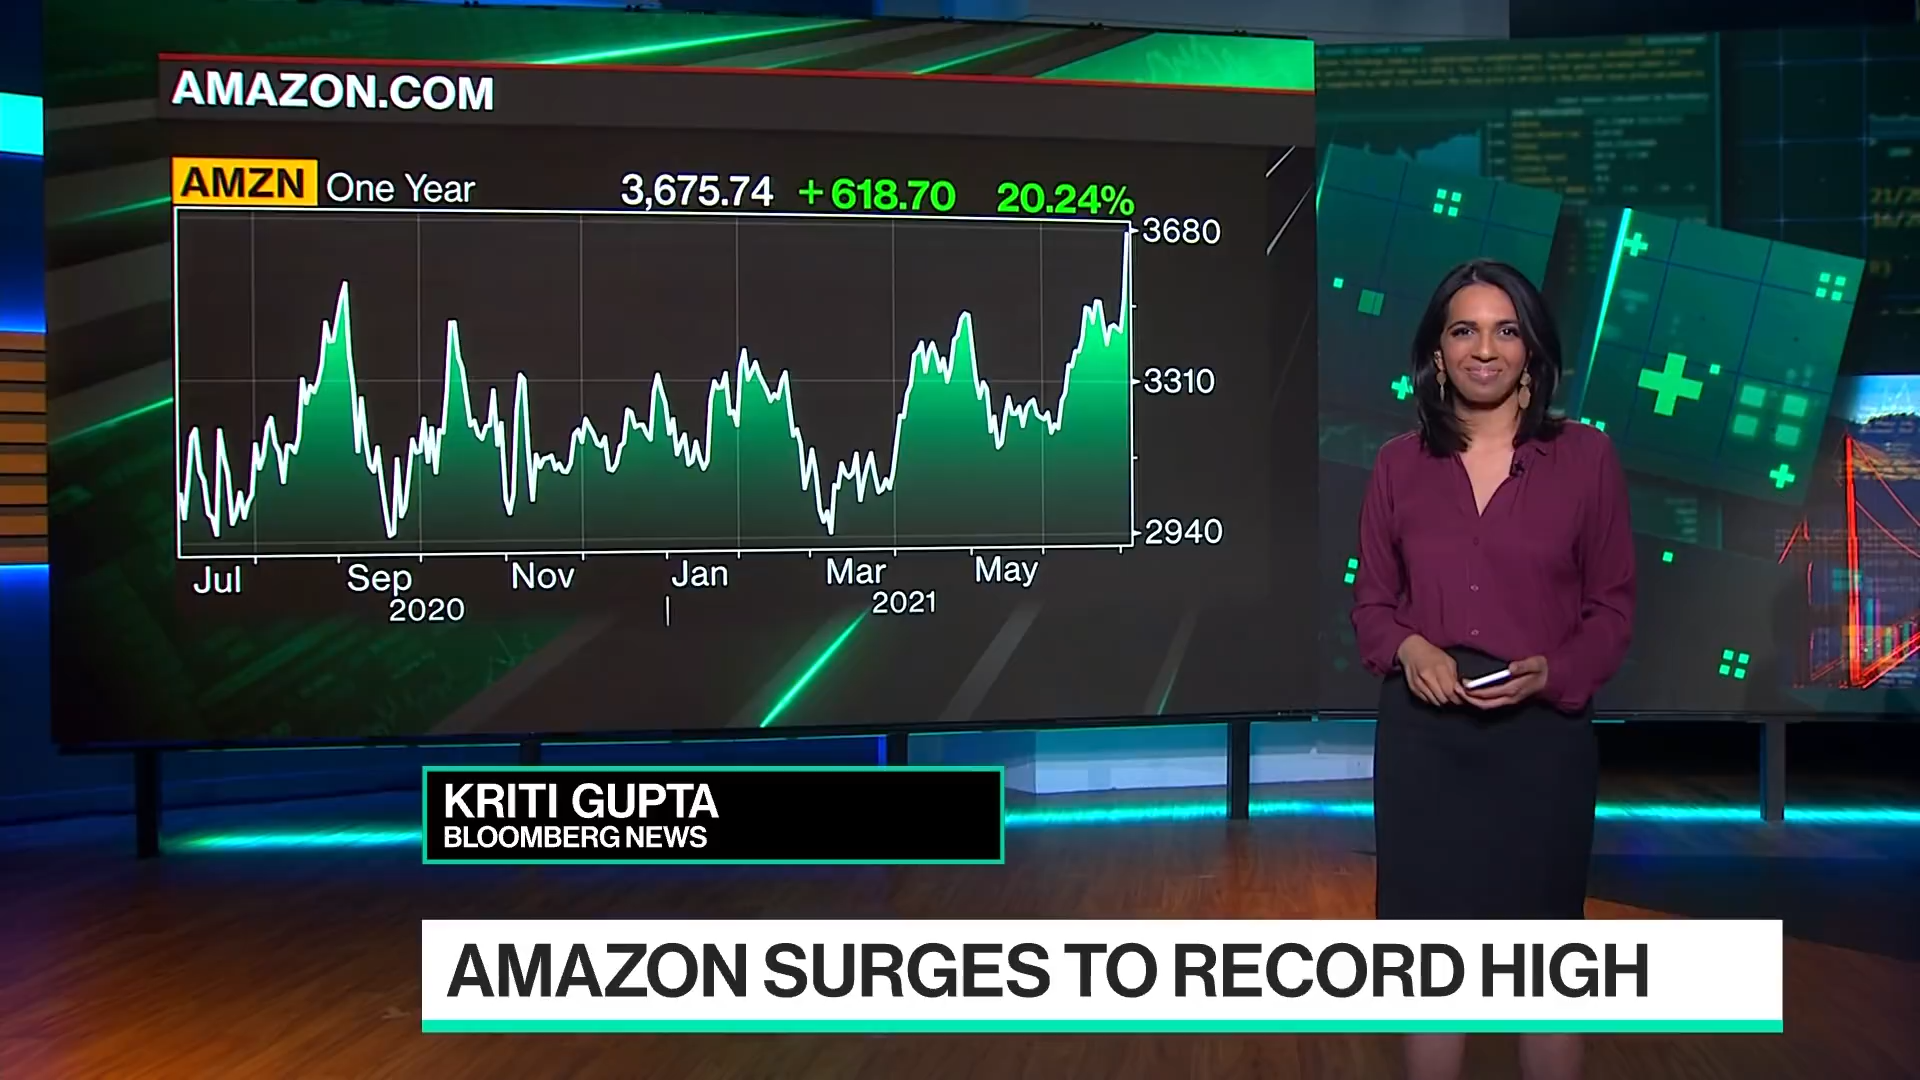 AMAZON.COM
AMZN One Year 3,675.74 +618.70 20.24%
3680
3310
2940
Jul Sep Nov Jan Mar May
2020 2021
KRITI GUPTA
BLOOMBERG NEWS
AMAZON SURGES TO RECORD HIGH